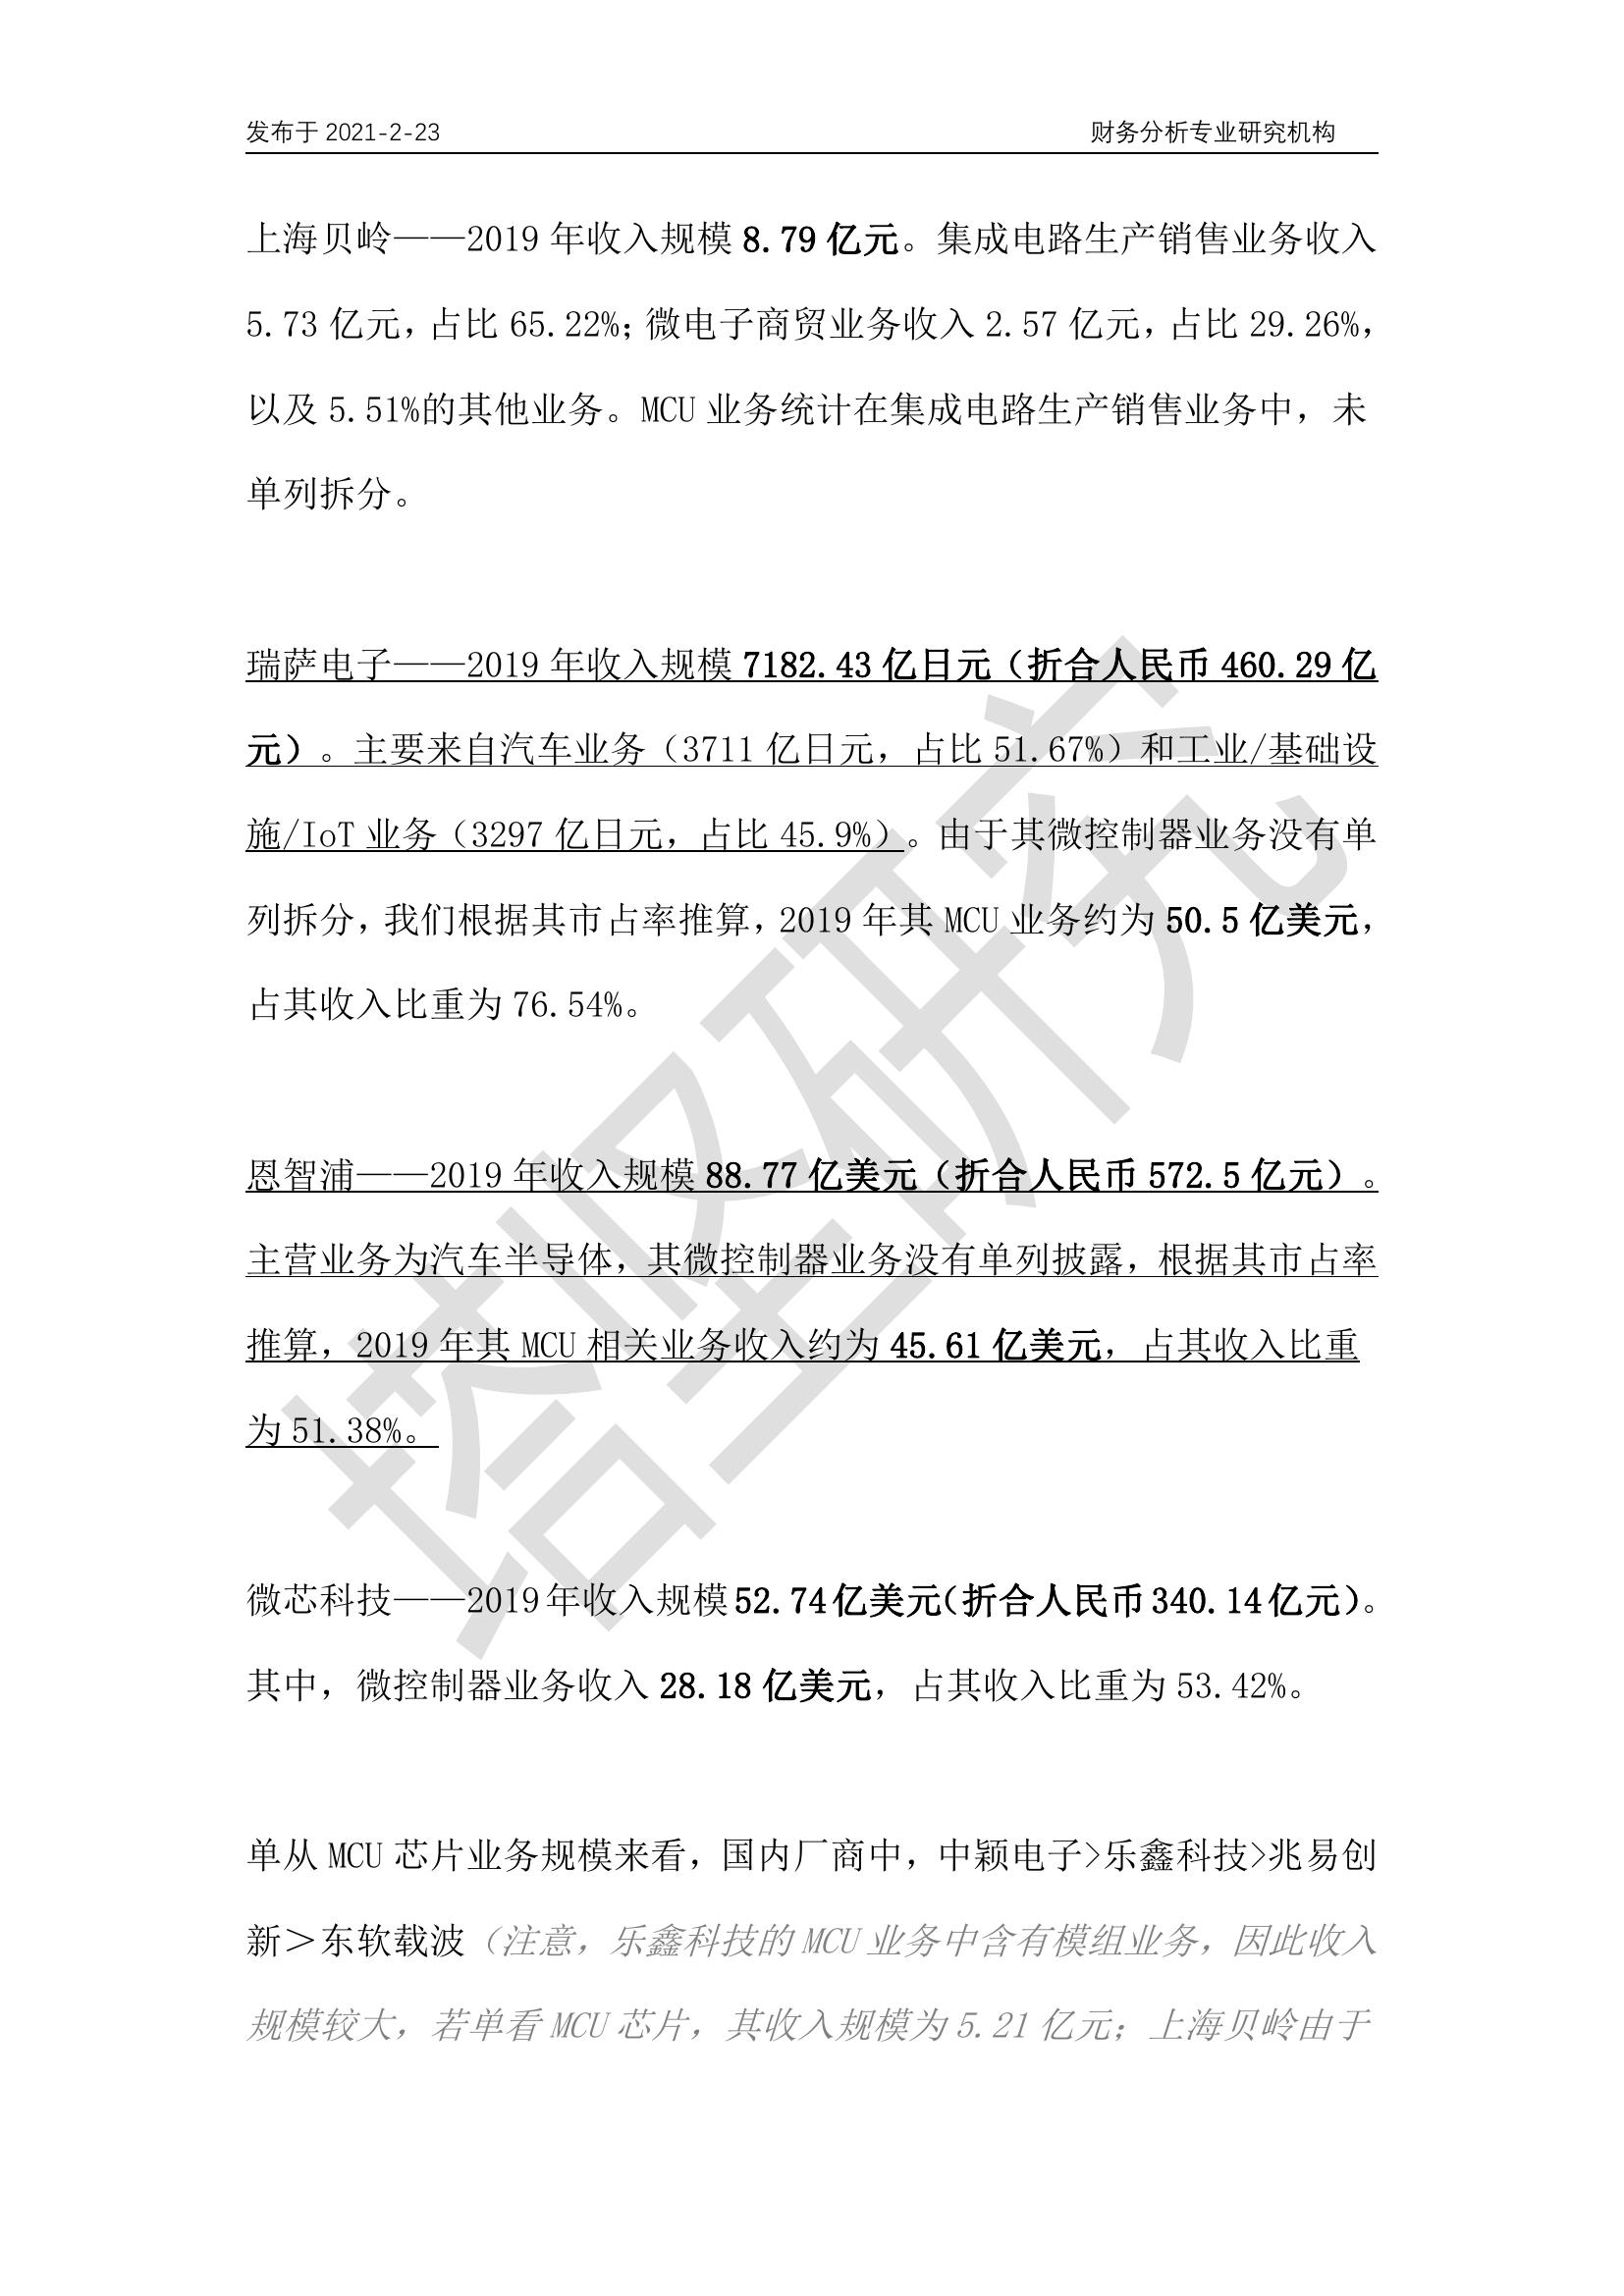 发布于 2021-2-23 财务分析专业研究机构
上海贝岭——2019 年收入规模 8.79 亿元。集成电路生产销售业务收入
5.73 亿元，占比 65.22%；微电子商贸业务收入 2.57 亿元，占比 29.26%，
以及 5.51%的其他业务。MCU 业务统计在集成电路生产销售业务中，未
单列拆分。
瑞萨电子——2019 年收入规模 7182.43 亿日元（折合人民币 460.29 亿
元）。主要来自汽车业务（3711 亿日元，占比 51.67%）和工业/基础设
施/IoT 业务（3297 亿日元，占比 45.9%）。由于其微控制器业务没有单
列拆分，我们根据其市占率推算，2019 年其 MCU 业务约为 50.5 亿美元，
占其收入比重为 76.54%。
恩智浦——2019 年收入规模 88.77 亿美元（折合人民币 572.5 亿元）。
主营业务为汽车半导体，其微控制器业务没有单列披露，根据其市占率
推算，2019 年其 MCU 相关业务收入约为 45.61 亿美元，占其收入比重
为 51.38%。
微芯科技——2019 年收入规模 52.74 亿美元（折合人民币 340.14 亿元）。
其中，微控制器业务收入 28.18 亿美元，占其收入比重为 53.42%。
单从 MCU 芯片业务规模来看，国内厂商中，中颖电子>乐鑫科技>兆易创
新＞东软载波（注意，乐鑫科技的 MCU 业务中含有模组业务，因此收入
规模较大，若单看 MCU 芯片，其收入规模为 5.21 亿元；上海贝岭由于
塔坚研究